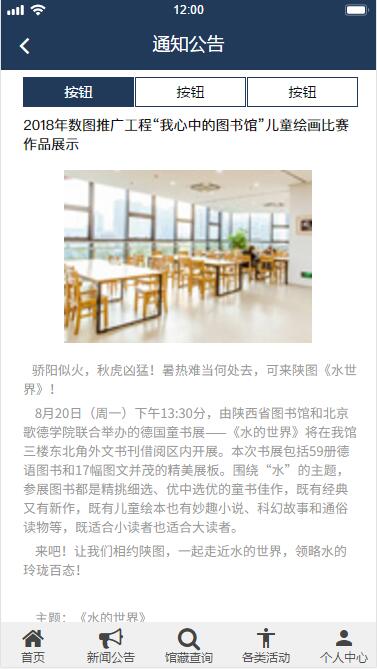 12:00
通知公告
按钮 按钮 按钮
2018年数图推广工程“我心中的图书馆”儿童绘画比赛
作品展示
骄阳似火，秋虎凶猛！暑热难当何处去，可来陕图《水世
界》！
8月20日（周一）下午13:30分，由陕西省图书馆和北京
歌德学院联合举办的德国童书展——《水的世界》将在我馆
三楼东北角外文书刊借阅区内开展。本次书展包括59册德
语图书和17幅图文并茂的精美展板。围绕“水”的主题，
参展图书都是精挑细选、优中选优的童书佳作，既有经典
又有新作，既有儿童绘本也有妙趣小说、科幻故事和通俗
读物等，既适合小读者也适合大读者。
来吧！让我们相约陕图，一起走近水的世界，领略水的
玲珑百态！
主题：《水的世界》
首页 新闻公告 馆藏查询 各类活动 个人中心